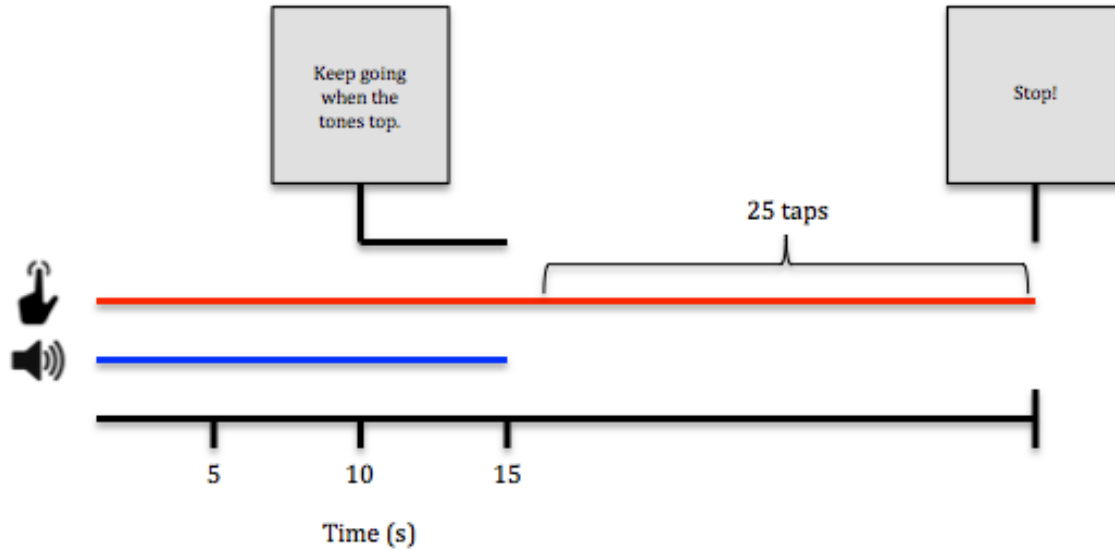 Keep going
when the
tones top.
Stop!
25 taps
5 10 15
Time (s)